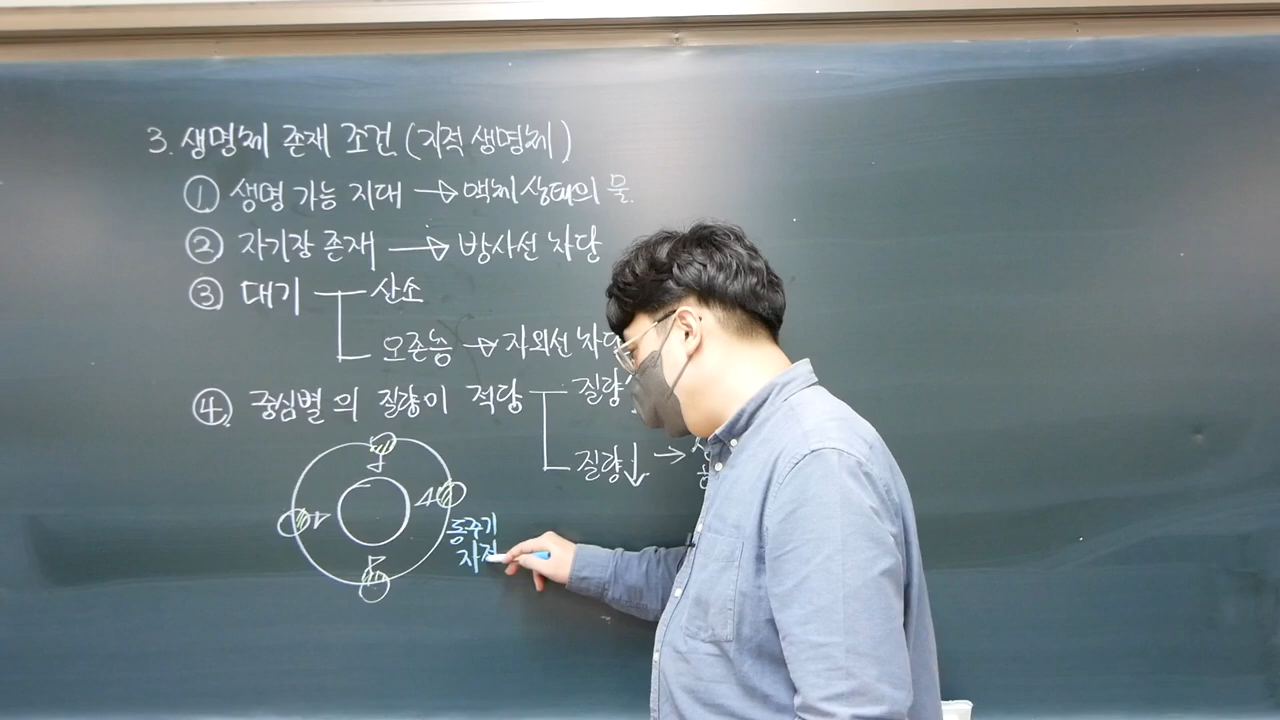 3. 생명체 존재 조건 (지적 생명체)
① 생명 가능 지대 → 액체 상태의 물.
② 자기장 존재 → 방사선 차단
③ 대기 산소
오존층 → 자외선 차단
④ 중심별의 질량이 적당 질량
질량↓ →
동주기
자전